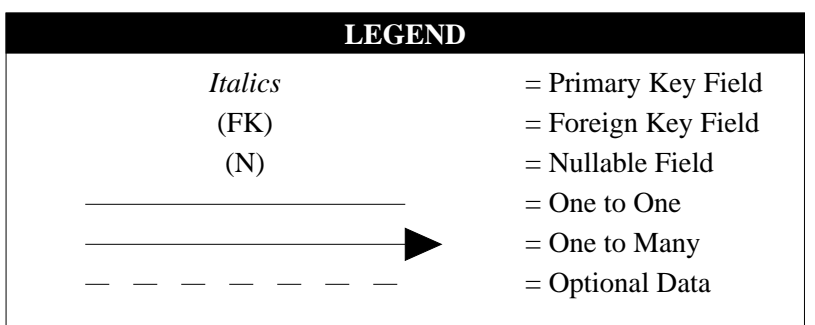 LEGEND
Italics = Primary Key Field
(FK) = Foreign Key Field
(N) = Nullable Field
= One to One
= One to Many
= Optional Data